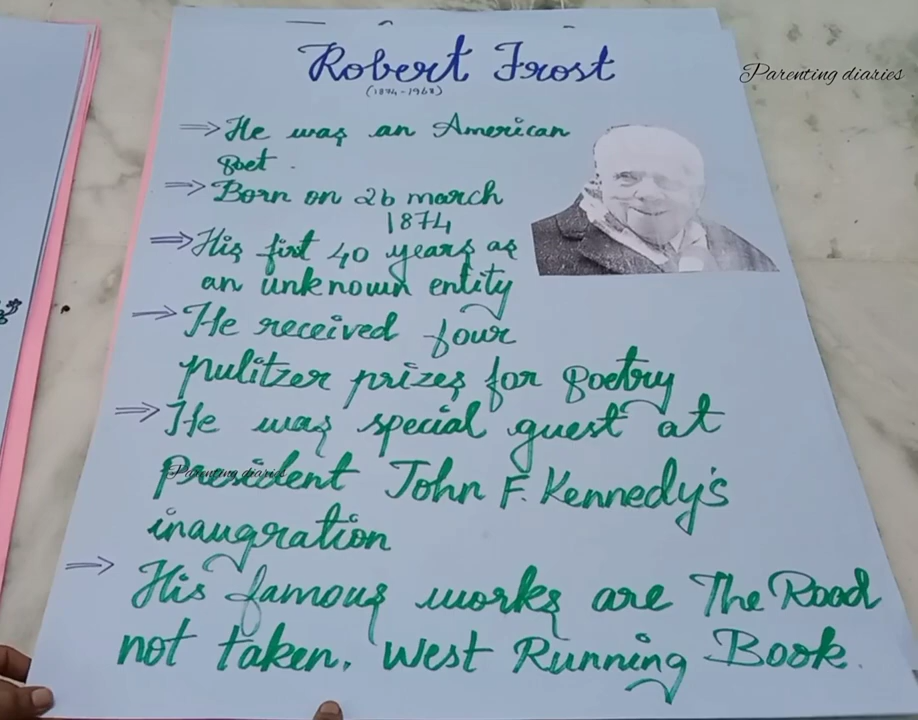 Robert Frost
Parenting diaries
(1874-1963)
⇒ He was an American
Poet.
⇒ Born on 26 march
1874
⇒ His first 40 years as
an unknown entity
⇒ He received four
pulitzer prizes for Poetry
⇒ He was special guest at
Parenting diaries
President John F. Kennedy's
inaugration
⇒ His famous works are The Road
not taken, West Running Book.